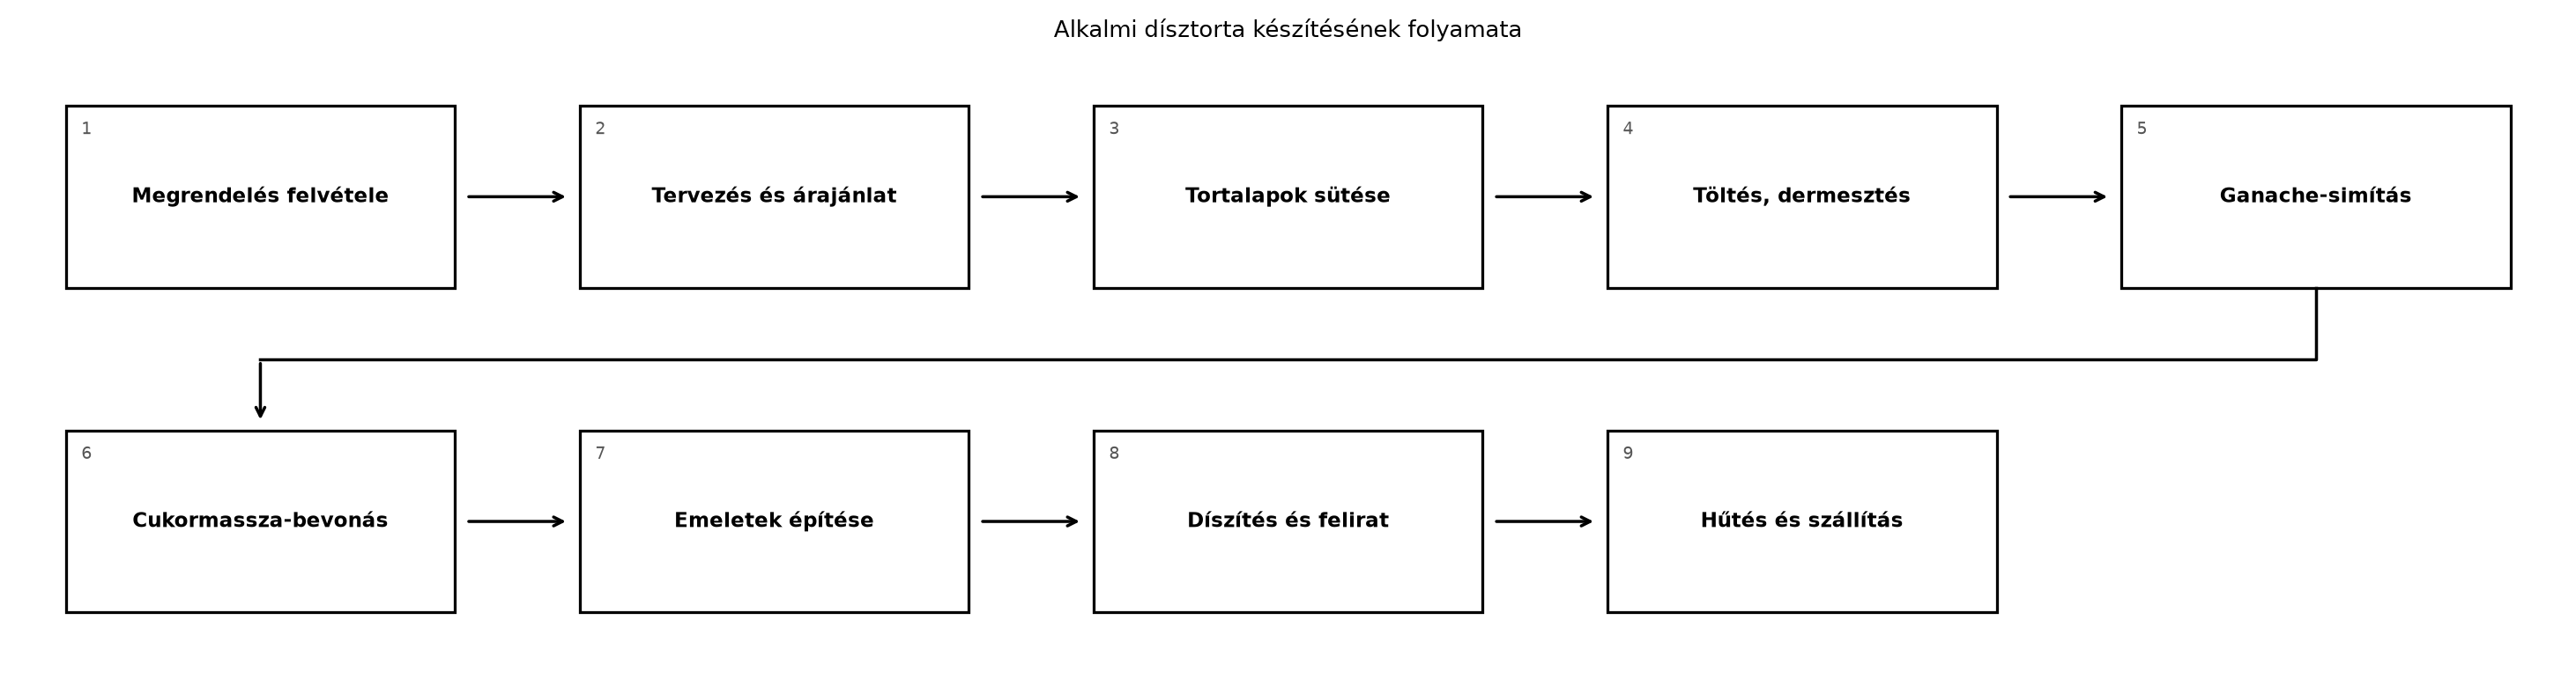 Alkalmi dísztorta készítésének folyamata
1
Megrendelés felvétele
2
Tervezés és árajánlat
3
Tortalapok sütése
4
Töltés, dermesztés
5
Ganache-simítás
6
Cukormassza-bevonás
7
Emeletek építése
8
Díszítés és felirat
9
Hűtés és szállítás